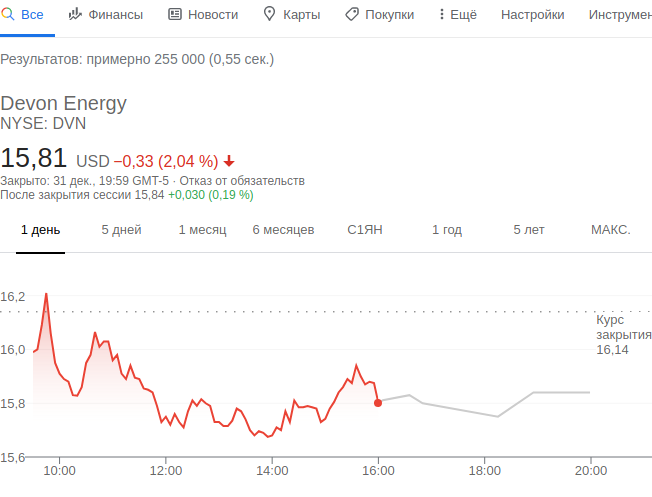 Все Финансы Новости Карты Покупки Ещё Настройки Инструмен
Результатов: примерно 255 000 (0,55 сек.)
Devon Energy
NYSE: DVN
15,81 USD −0,33 (2,04 %)
Закрыто: 31 дек., 19:59 GMT-5 · Отказ от обязательств
После закрытия сессии 15,84 +0,030 (0,19 %)
1 день 5 дней 1 месяц 6 месяцев С1ЯН 1 год 5 лет МАКС.
16,2
Курс
закрытия
16,14
16,0
15,8
15,6
10:00 12:00 14:00 16:00 18:00 20:00